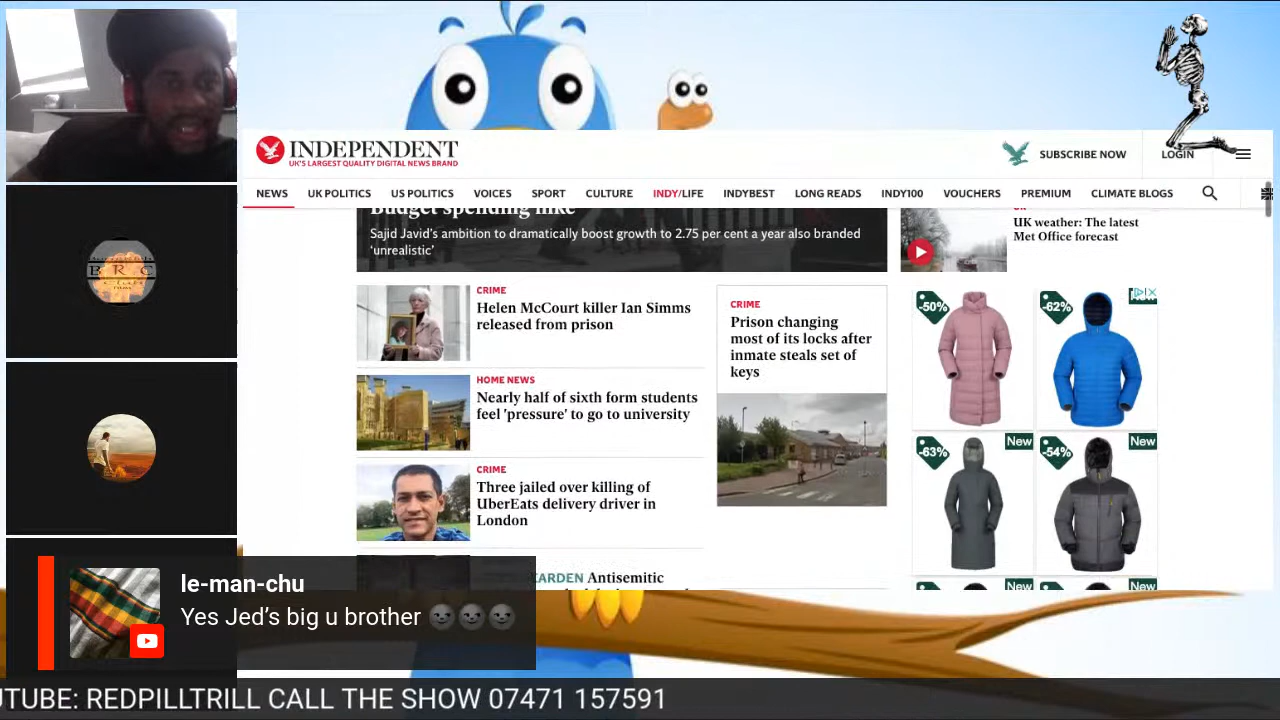 INDEPENDENT
UK'S LARGEST QUALITY DIGITAL NEWS BRAND
SUBSCRIBE NOW
LOGIN
NEWS UK POLITICS US POLITICS VOICES SPORT CULTURE INDY/LIFE INDYBEST LONG READS INDY100 VOUCHERS PREMIUM CLIMATE BLOGS
Budget spending hike
Sajid Javid's ambition to dramatically boost growth to 2.75 per cent a year also branded
'unrealistic'
UK weather: The latest
Met Office forecast
CRIME
Helen McCourt killer Ian Simms
released from prison
HOME NEWS
Nearly half of sixth form students
feel 'pressure' to go to university
CRIME
Three jailed over killing of
UberEats delivery driver in
London
Antisemitic
CRIME
Prison changing
most of its locks after
inmate steals set of
keys
-50%
-62%
-63%
New
-54%
New
New
New
B R C
le-man-chu
Yes Jed's big u brother
UTUBE: REDPILLTRILL CALL THE SHOW 07471 157591